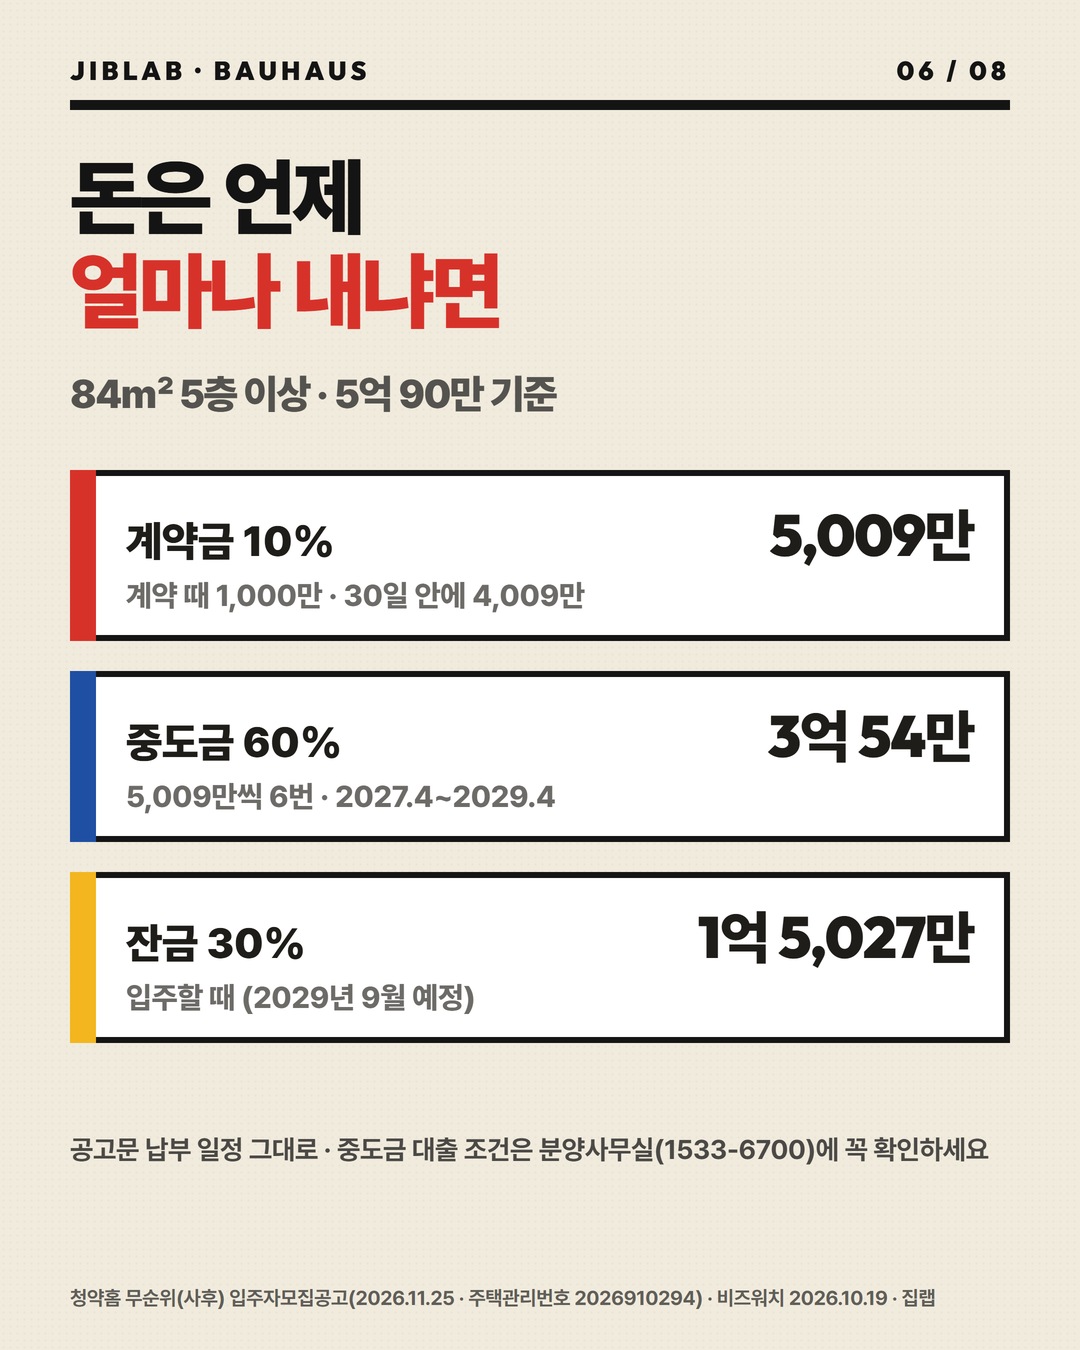 JIBLAB · BAUHAUS
06 / 08
돈은 언제
얼마나 내냐면
84m² 5층 이상 · 5억 90만 기준
계약금 10%
5,009만
계약 때 1,000만 · 30일 안에 4,009만
중도금 60%
3억 54만
5,009만씩 6번 · 2027.4~2029.4
잔금 30%
1억 5,027만
입주할 때 (2029년 9월 예정)
공고문 납부 일정 그대로 · 중도금 대출 조건은 분양사무실(1533-6700)에 꼭 확인하세요
청약홈 무순위(사후) 입주자모집공고(2026.11.25 · 주택관리번호 2026910294) · 비즈워치 2026.10.19 · 집랩